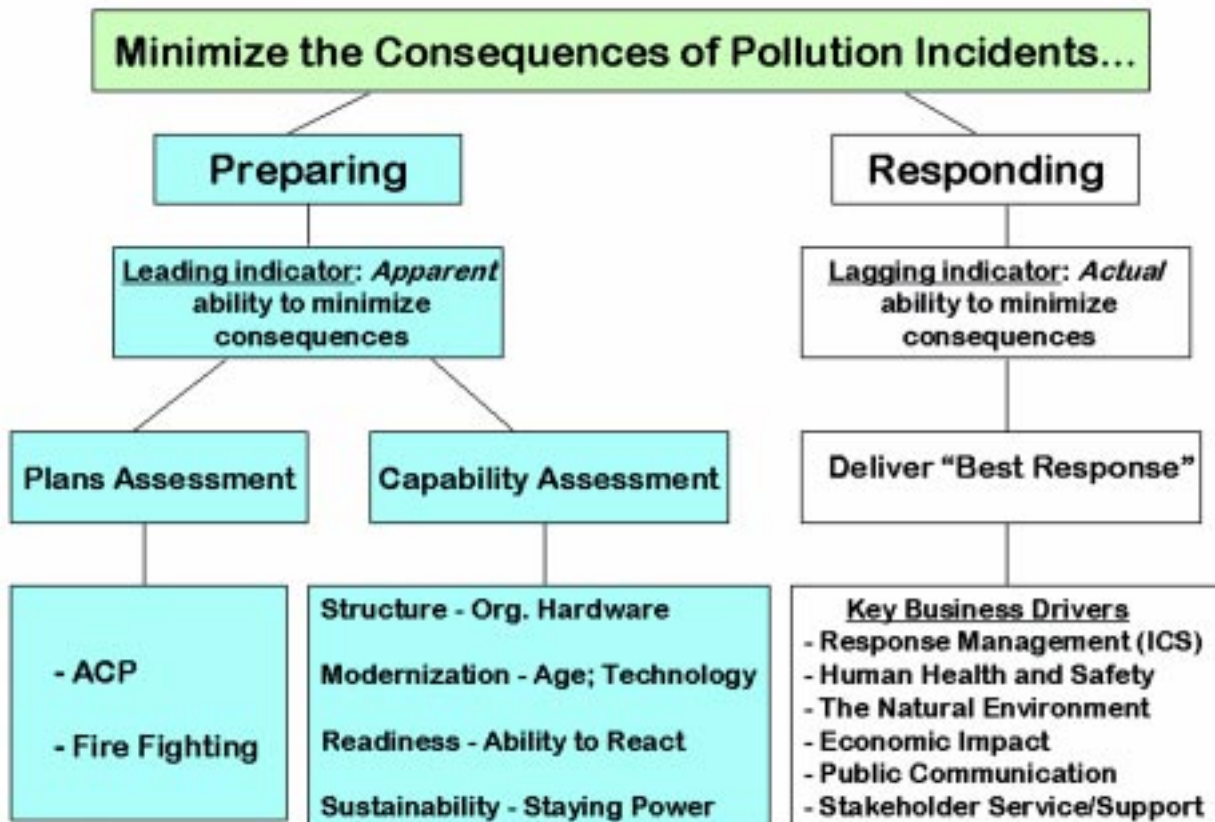 Minimize the Consequences of Pollution Incidents...
Preparing
Responding
Leading indicator: Apparent
ability to minimize
consequences
Lagging indicator: Actual
ability to minimize
consequences
Plans Assessment
Capability Assessment
Deliver “Best Response”
- ACP
- Fire Fighting
Structure - Org. Hardware
Modernization - Age; Technology
Readiness - Ability to React
Sustainability - Staying Power
Key Business Drivers
- Response Management (ICS)
- Human Health and Safety
- The Natural Environment
- Economic Impact
- Public Communication
- Stakeholder Service/Support